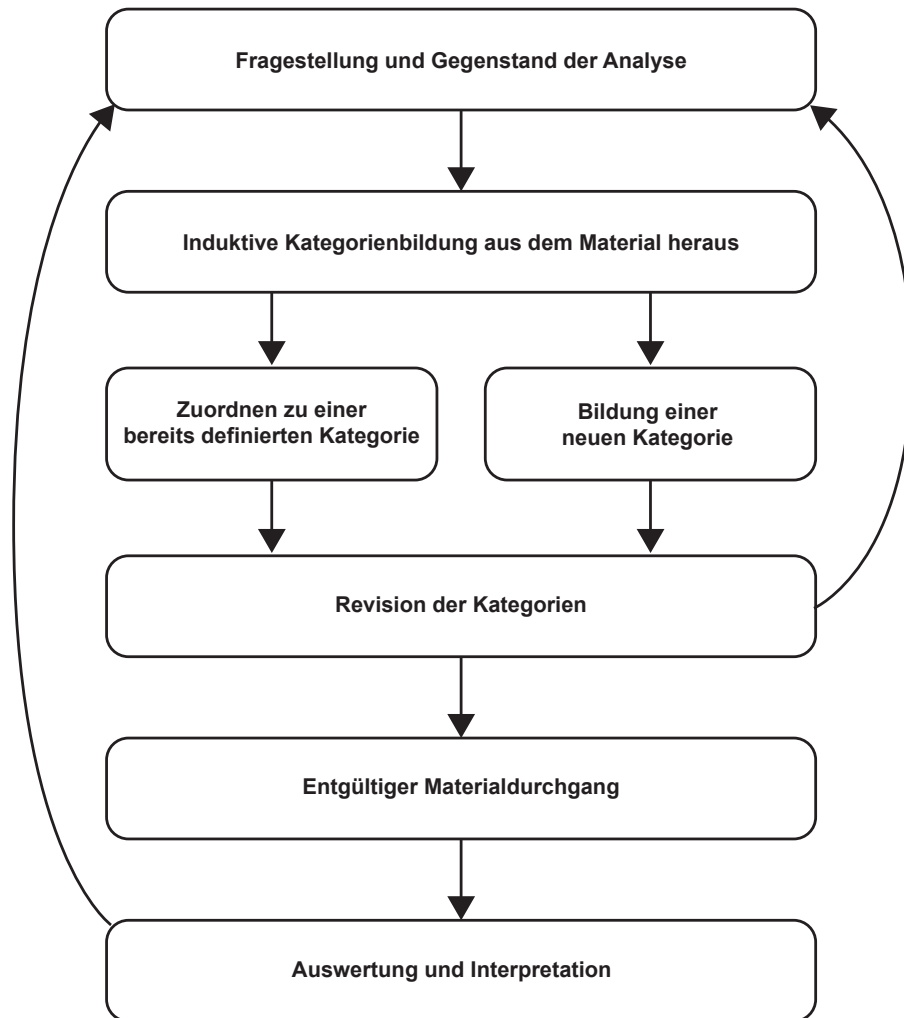 Fragestellung und Gegenstand der Analyse
Induktive Kategorienbildung aus dem Material heraus
Zuordnen zu einer
bereits definierten Kategorie
Bildung einer
neuen Kategorie
Revision der Kategorien
Entgültiger Materialdurchgang
Auswertung und Interpretation